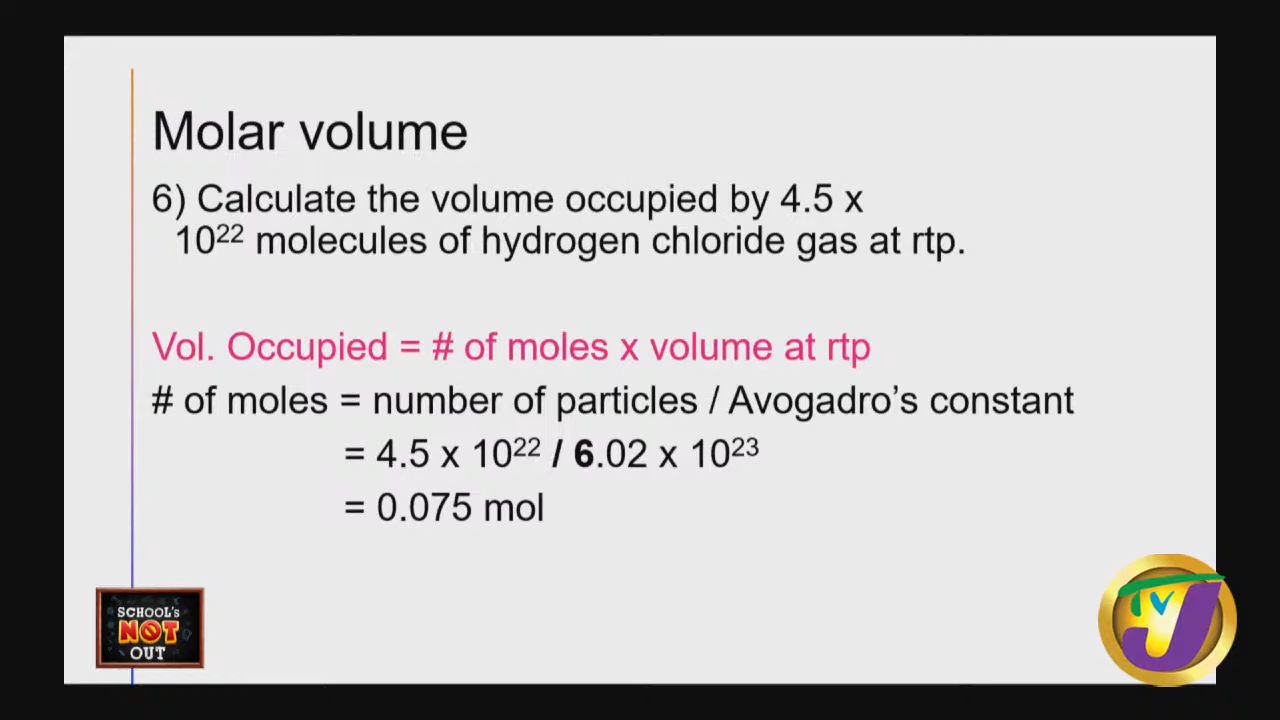 Molar volume
6) Calculate the volume occupied by 4.5 x
10²² molecules of hydrogen chloride gas at rtp.
Vol. Occupied = # of moles x volume at rtp
# of moles = number of particles / Avogadro’s constant
= 4.5 x 10²² / 6.02 x 10²³
= 0.075 mol
SCHOOL's
NOT
OUT
TVJ